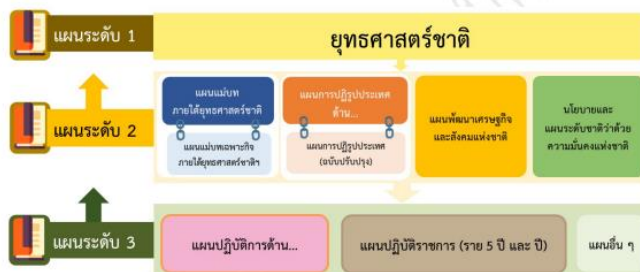 แผนระดับ 1
ยุทธศาสตร์ชาติ
แผนระดับ 2
แผนแม่บท
ภายใต้ยุทธศาสตร์ชาติ
แผนแม่บทเฉพาะกิจ
ภายใต้ยุทธศาสตร์ชาติฯ
แผนการปฏิรูปประเทศ
ด้าน...
แผนการปฏิรูปประเทศ
(ฉบับปรับปรุง)
แผนพัฒนาเศรษฐกิจ
และสังคมแห่งชาติ
นโยบายและ
แผนระดับชาติว่าด้วย
ความมั่นคงแห่งชาติ
แผนระดับ 3
แผนปฏิบัติการด้าน...
แผนปฏิบัติราชการ (ราย 5 ปี และ ปี)
แผนอื่น ๆ